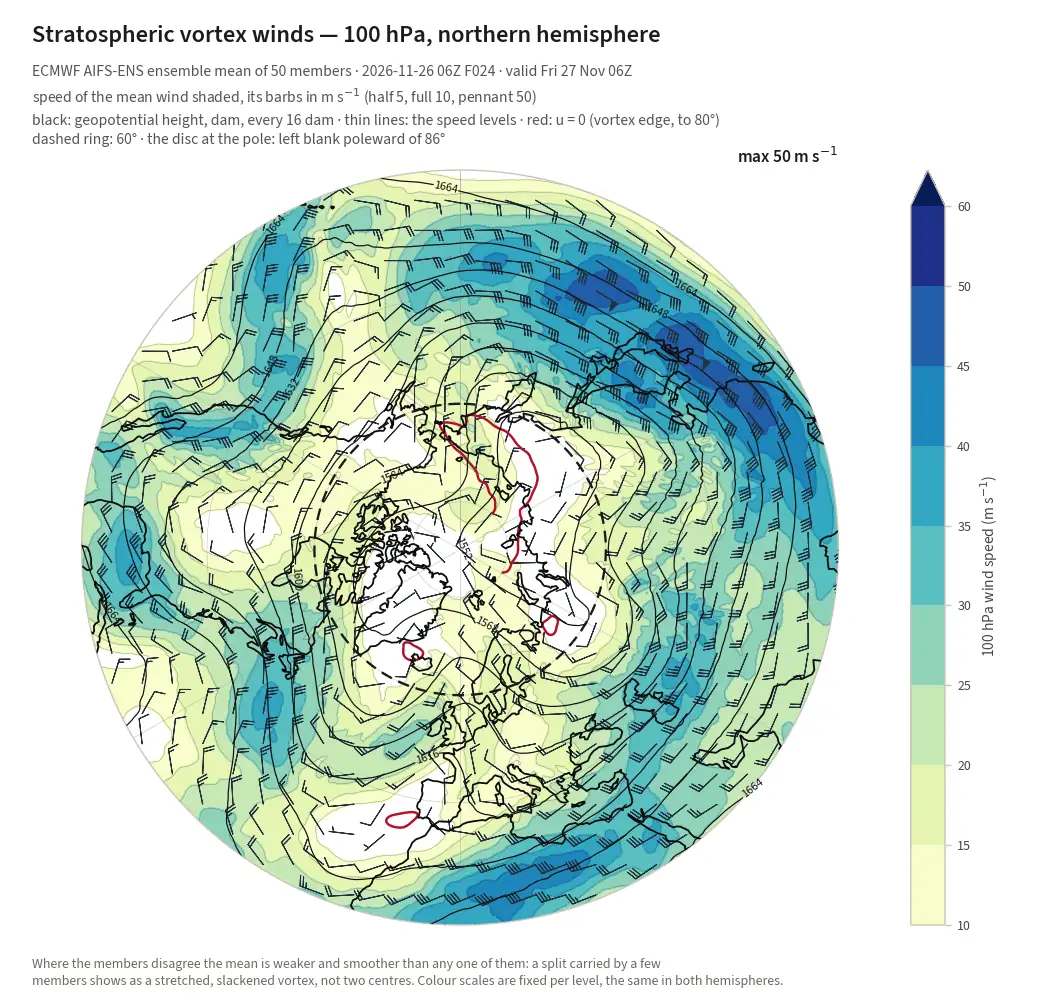 Stratospheric vortex winds — 100 hPa, northern hemisphere
ECMWF AIFS-ENS ensemble mean of 50 members · 2026-11-26 06Z F024 · valid Fri 27 Nov 06Z
speed of the mean wind shaded, its barbs in m s⁻¹ (half 5, full 10, pennant 50)
black: geopotential height, dam, every 16 dam · thin lines: the speed levels · red: u = 0 (vortex edge, to 80°)
dashed ring: 60° · the disc at the pole: left blank poleward of 86°
max 50 m s⁻¹
1664
1664
1664
1648
1648
1632
1584
1552
1600
1568
1664
1616
1664
60
50
45
40
35
30
25
20
15
10
100 hPa wind speed (m s⁻¹)
Where the members disagree the mean is weaker and smoother than any one of them: a split carried by a few
members shows as a stretched, slackened vortex, not two centres. Colour scales are fixed per level, the same in both hemispheres.